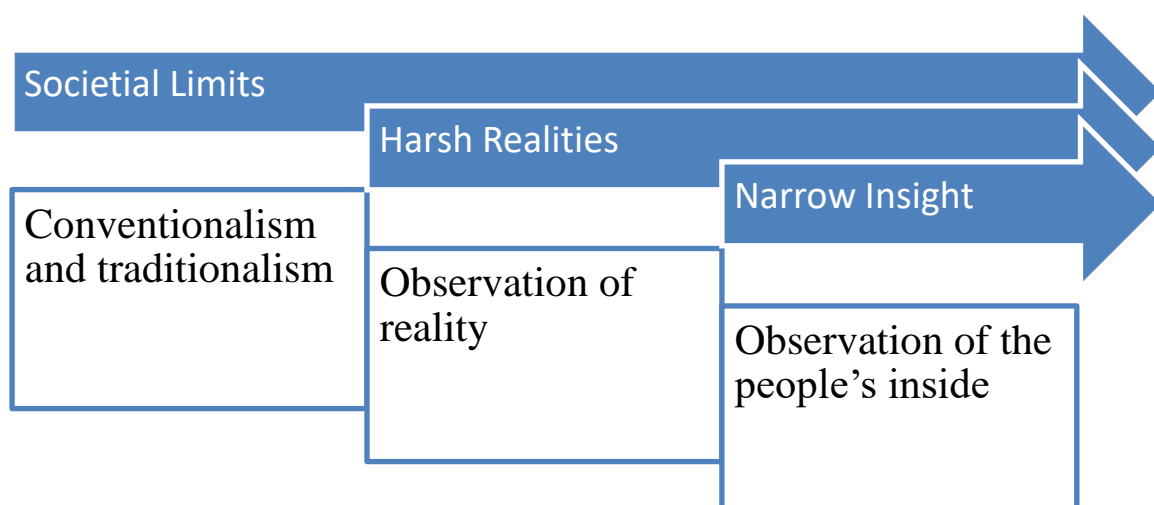 Societial Limits
Harsh Realities
Narrow Insight
Conventionalism
and traditionalism
Observation of
reality
Observation of the
people’s inside